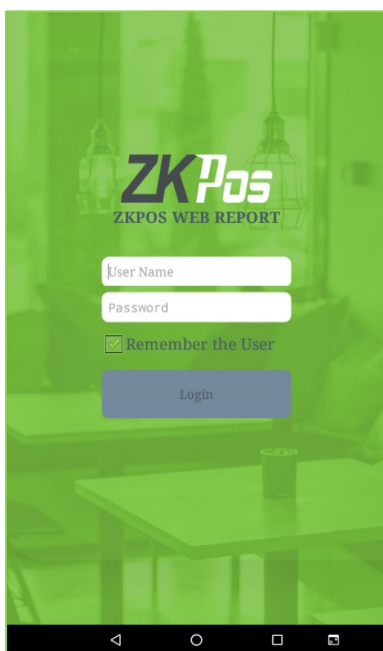 ZKPos
ZKPOS WEB REPORT
User Name
Password
Remember the User
Login